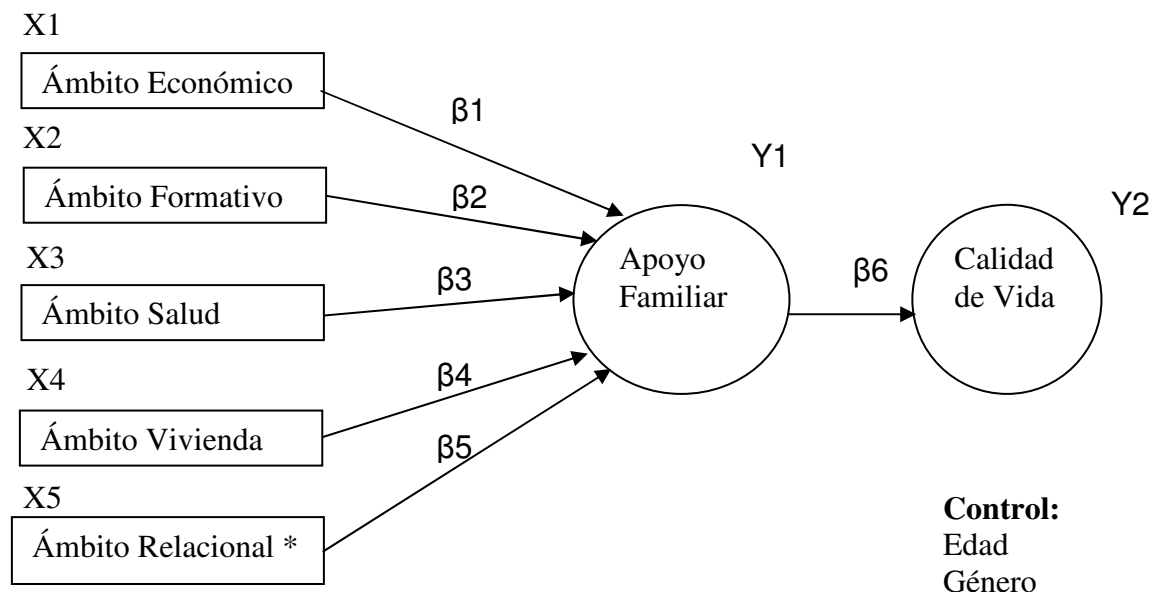 X1
Ámbito Económico
β1
X2
Ámbito Formativo
β2
X3
Ámbito Salud
β3
X4
Ámbito Vivienda
β4
X5
Ámbito Relacional *
β5
Y1
Apoyo
Familiar
β6
Y2
Calidad
de Vida
Control:
Edad
Género